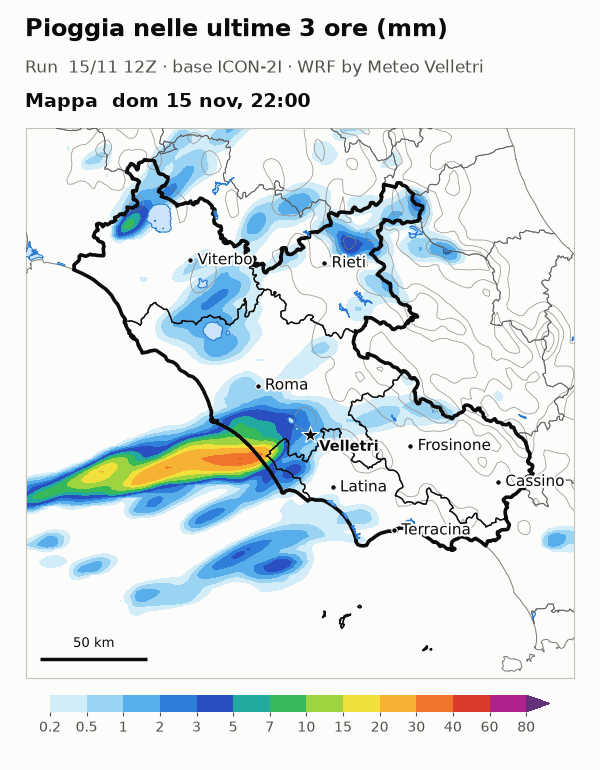 Pioggia nelle ultime 3 ore (mm)
Run 15/11 12Z · base ICON-2I · WRF by Meteo Velletri
Mappa dom 15 nov, 22:00
Viterbo
Rieti
Roma
Velletri
Frosinone
Latina
Cassino
Terracina
50 km
0.2 0.5 1 2 3 5 7 10 15 20 30 40 60 80